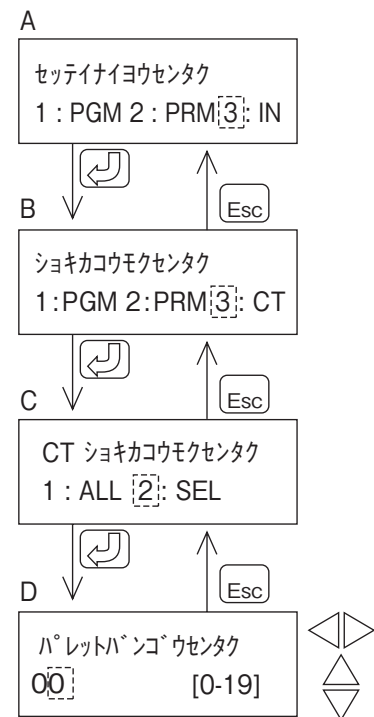 A
ｾｯﾃｲﾅｲﾖｳｾﾝﾀｸ
1 : PGM 2 : PRM 3 : IN
Esc
B
ｼｮｷｶｺｳﾓｸｾﾝﾀｸ
1:PGM 2:PRM 3: CT
Esc
C
CT ｼｮｷｶｺｳﾓｸｾﾝﾀｸ
1 : ALL 2 : SEL
Esc
D
ﾊﾟﾚｯﾄﾊﾞﾝｺﾞｳｾﾝﾀｸ
00 [0-19]